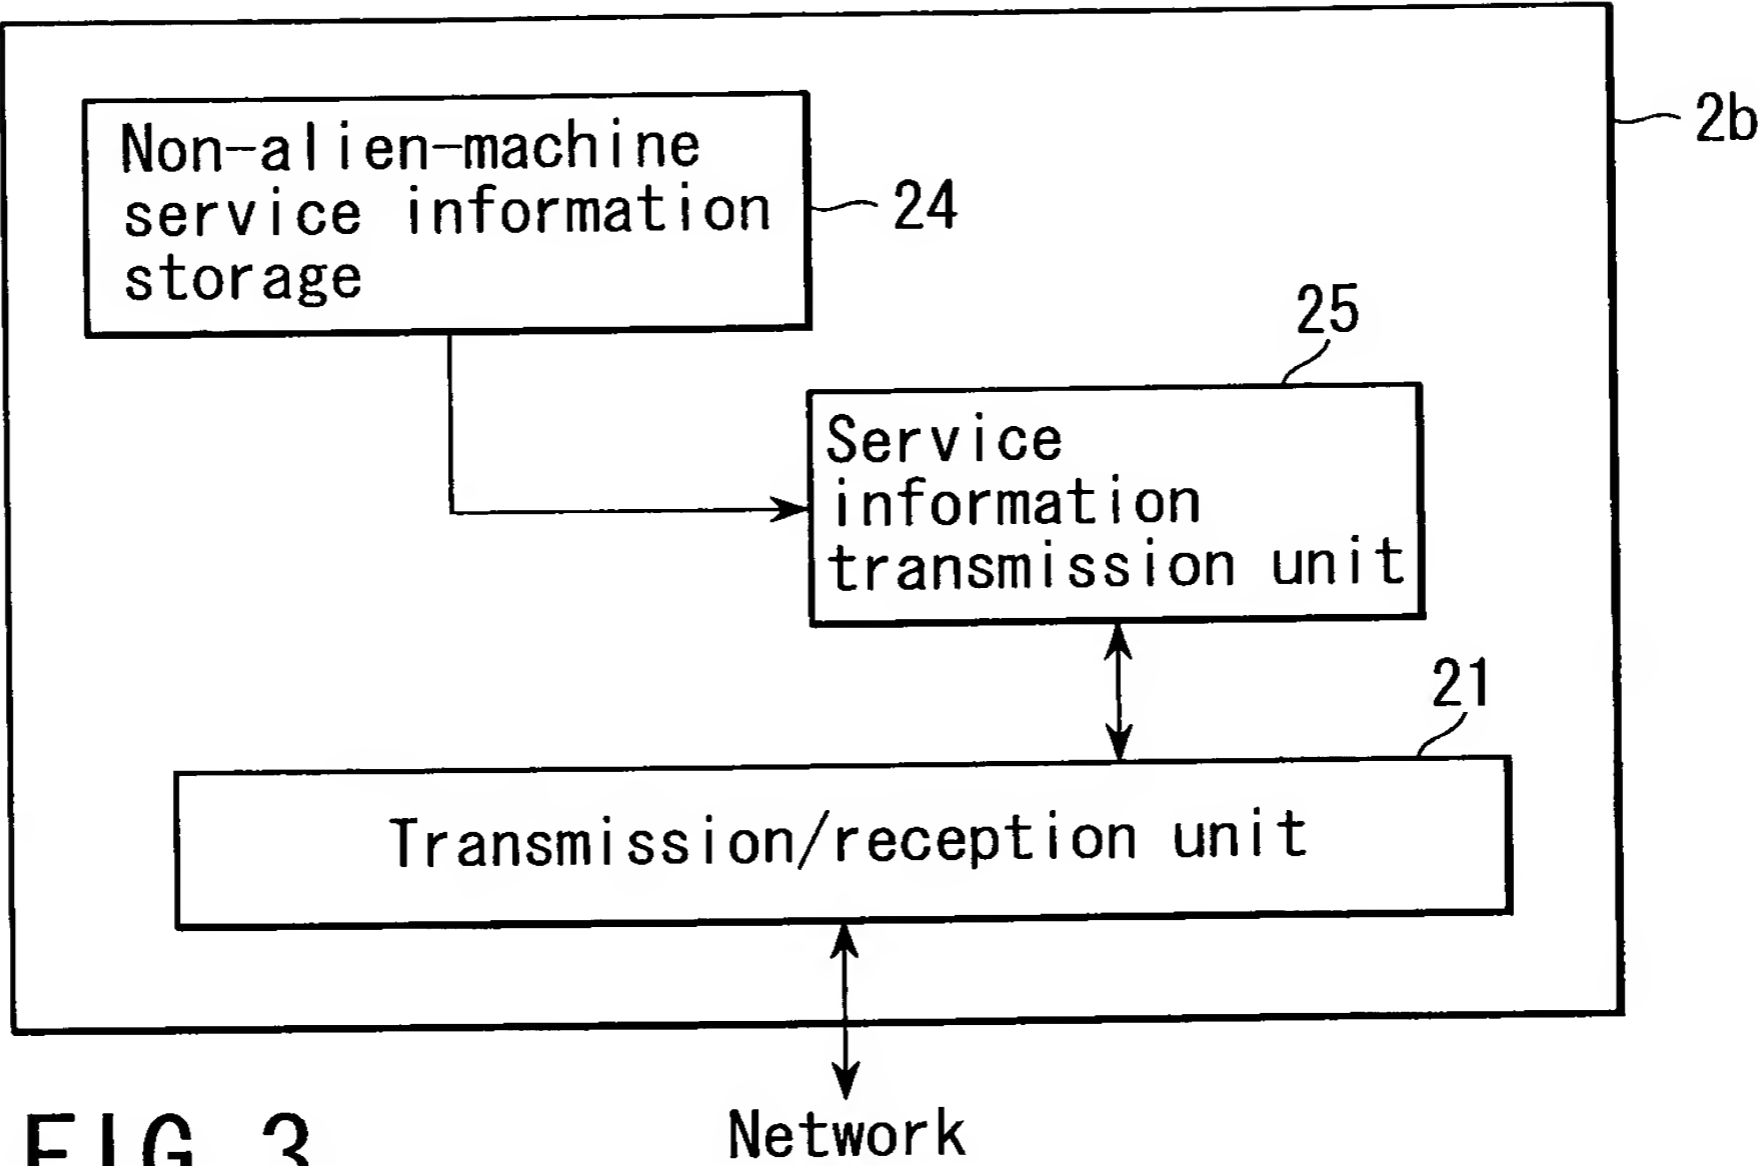 2b
Non-alien-machine
service information
storage
24
25
Service
information
transmission unit
21
Transmission/reception unit
Network
FIG. 3